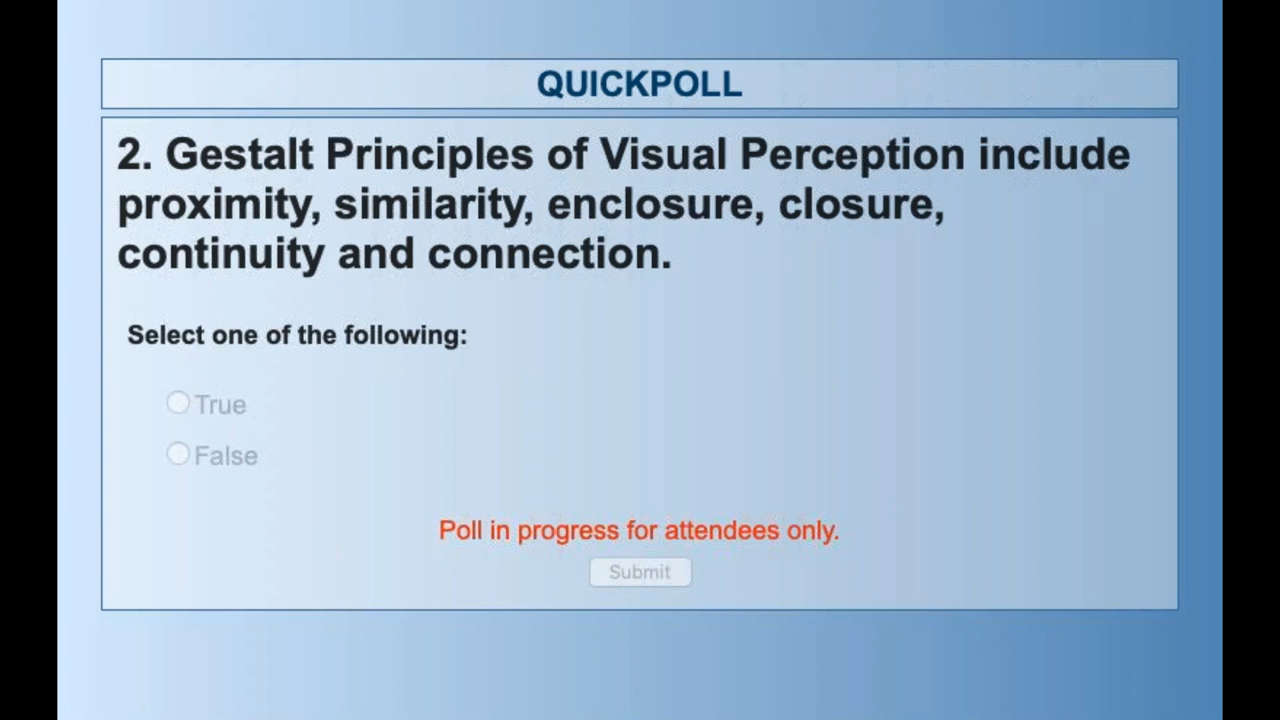 QUICKPOLL
2. Gestalt Principles of Visual Perception include
proximity, similarity, enclosure, closure,
continuity and connection.
Select one of the following:
True
False
Poll in progress for attendees only.
Submit